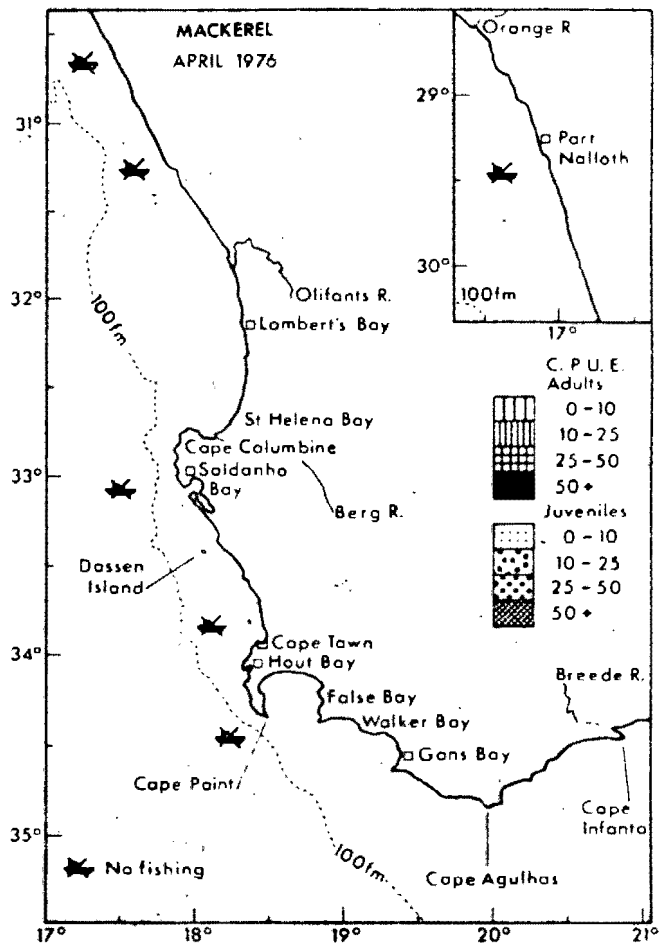 MACKEREL
APRIL 1976
Orange R
29°
Part
Nalloth
30°
100fm
17°
31°
32°
33°
34°
35°
100fm
Olifants R.
Lambert's Bay
St Helena Bay
Cape Columbine
Saldanha
Bay
Berg R.
Dassen
Island
Cape Town
Hout Bay
False Bay
Walker Bay
Gans Bay
Breede R.
Cape Paint
Cape
Infanta
Cape Agulhas
100fm
C. P. U. E.
Adults
0-10
10-25
25-50
50+
Juveniles
0-10
10-25
25-50
50+
No fishing
17°
18°
19°
20°
21°